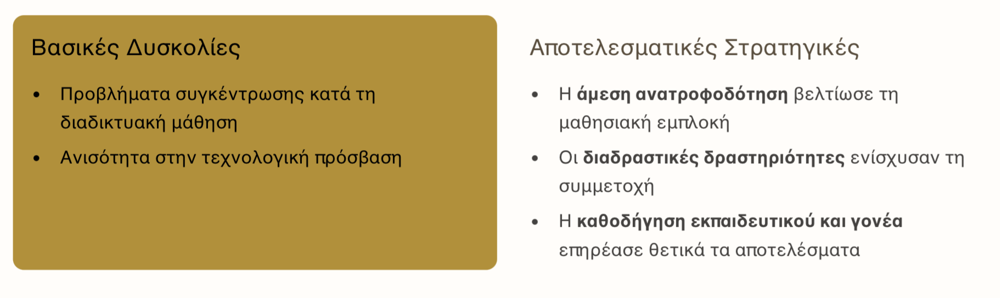 Βασικές Δυσκολίες
• Προβλήματα συγκέντρωσης κατά τη
διαδικτυακή μάθηση
• Ανισότητα στην τεχνολογική πρόσβαση
Αποτελεσματικές Στρατηγικές
• Η άμεση ανατροφοδότηση βελτίωσε τη
μαθησιακή εμπλοκή
• Οι διαδραστικές δραστηριότητες ενίσχυσαν τη
συμμετοχή
• Η καθοδήγηση εκπαιδευτικού και γονέα
επηρέασε θετικά τα αποτελέσματα